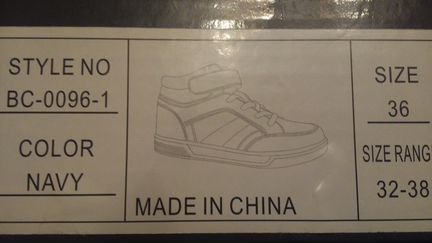 STYLE NO
BC-0096-1
COLOR
NAVY
MADE IN CHINA
SIZE
36
SIZE RANG
32-38